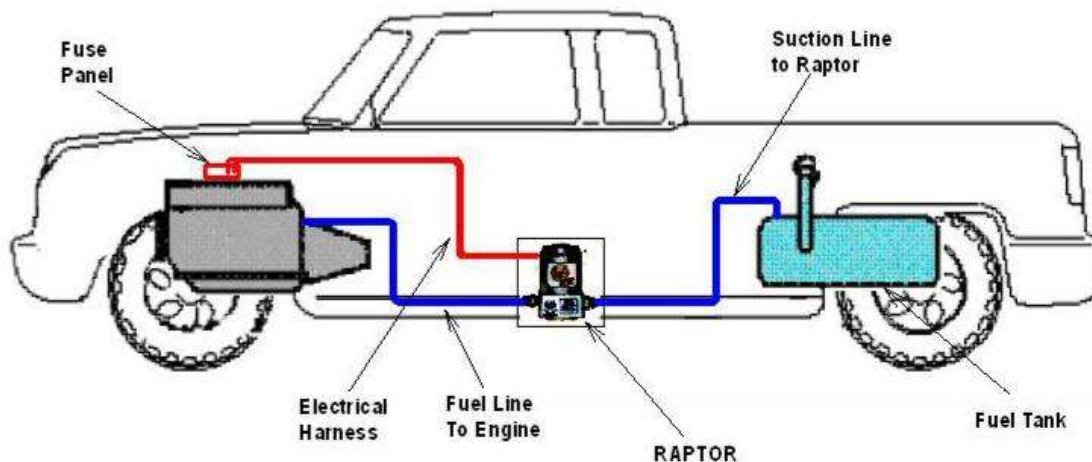 Fuse
Panel
Suction Line
to Raptor
Electrical
Harness
Fuel Line
To Engine
RAPTOR
Fuel Tank